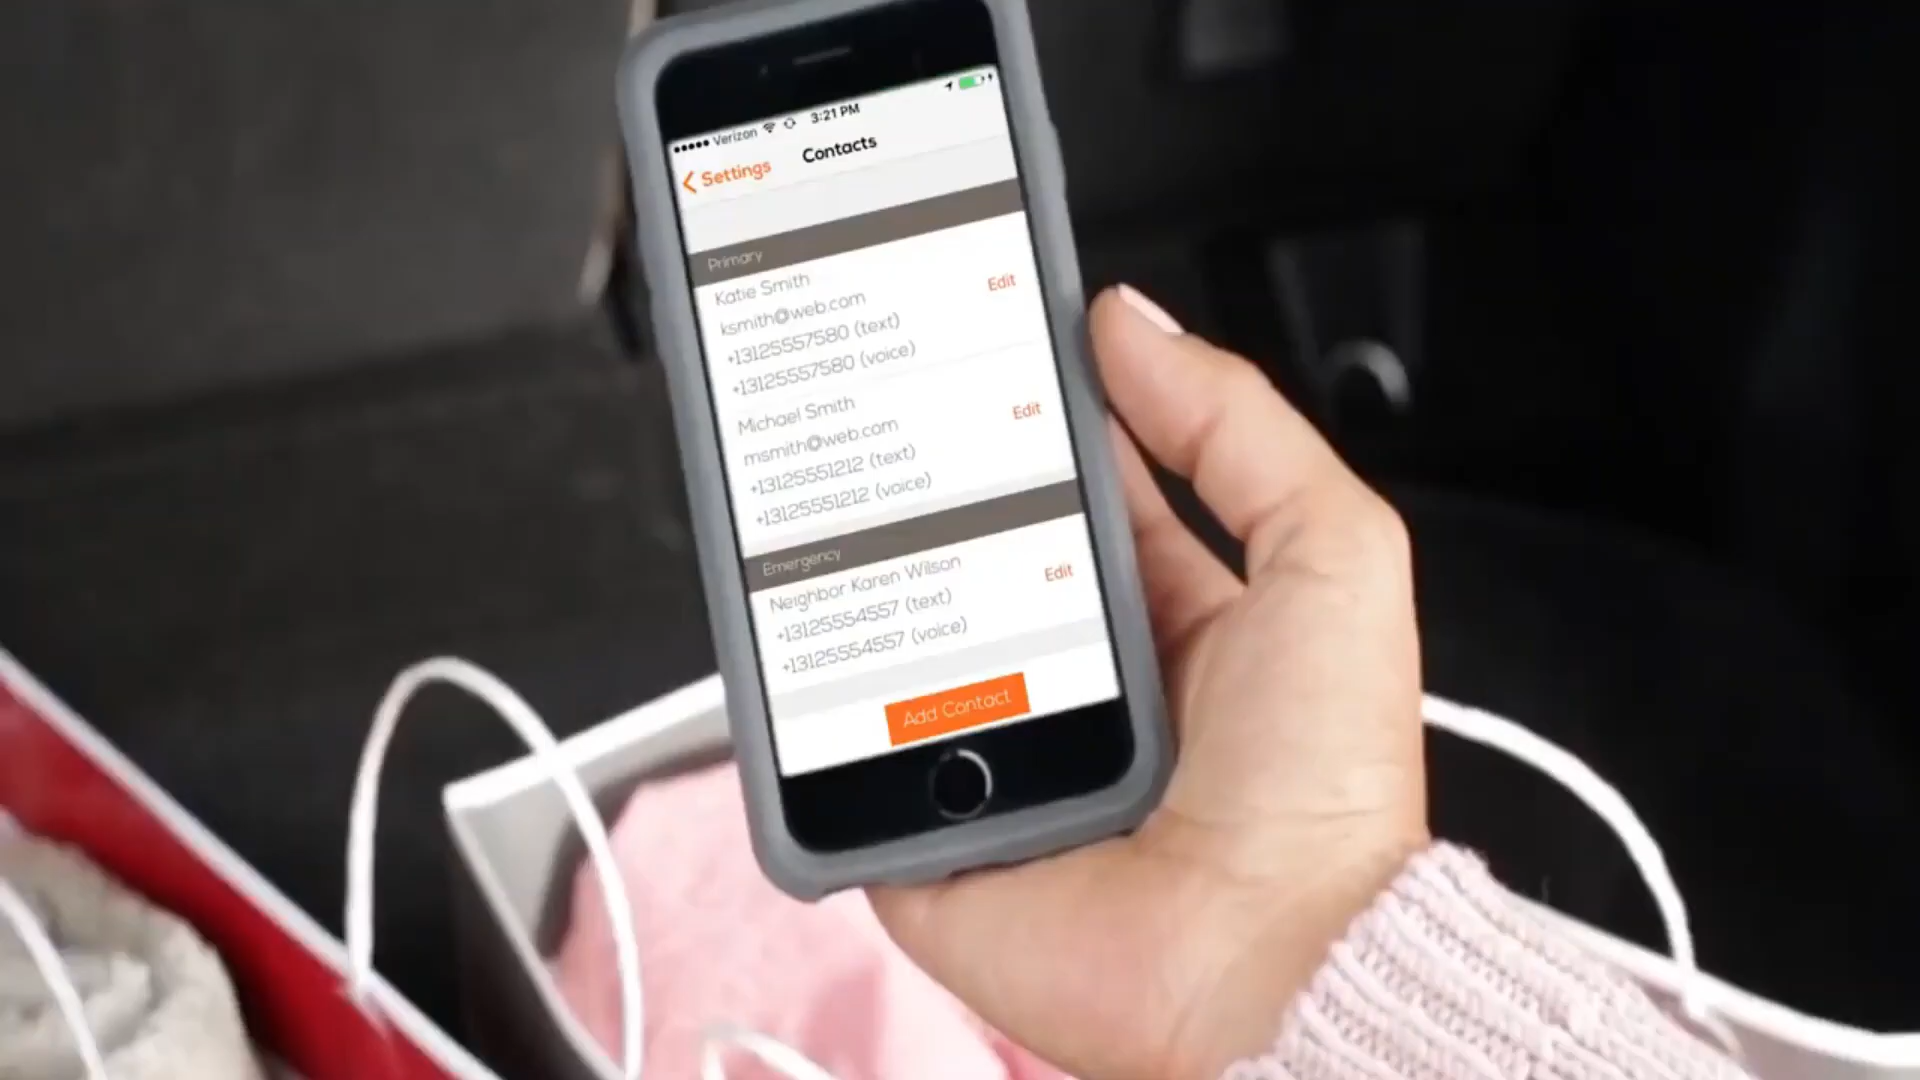 ●●●●● Verizon 3:21 PM
Settings Contacts
Primary
Katie Smith
ksmith@web.com
+13125557580 (text)
+13125557580 (voice)
Edit
Michael Smith
msmith@web.com
+13125551212 (text)
+13125551212 (voice)
Edit
Emergency
Neighbor Karen Wilson
+13125554557 (text)
+13125554557 (voice)
Edit
Add Contact